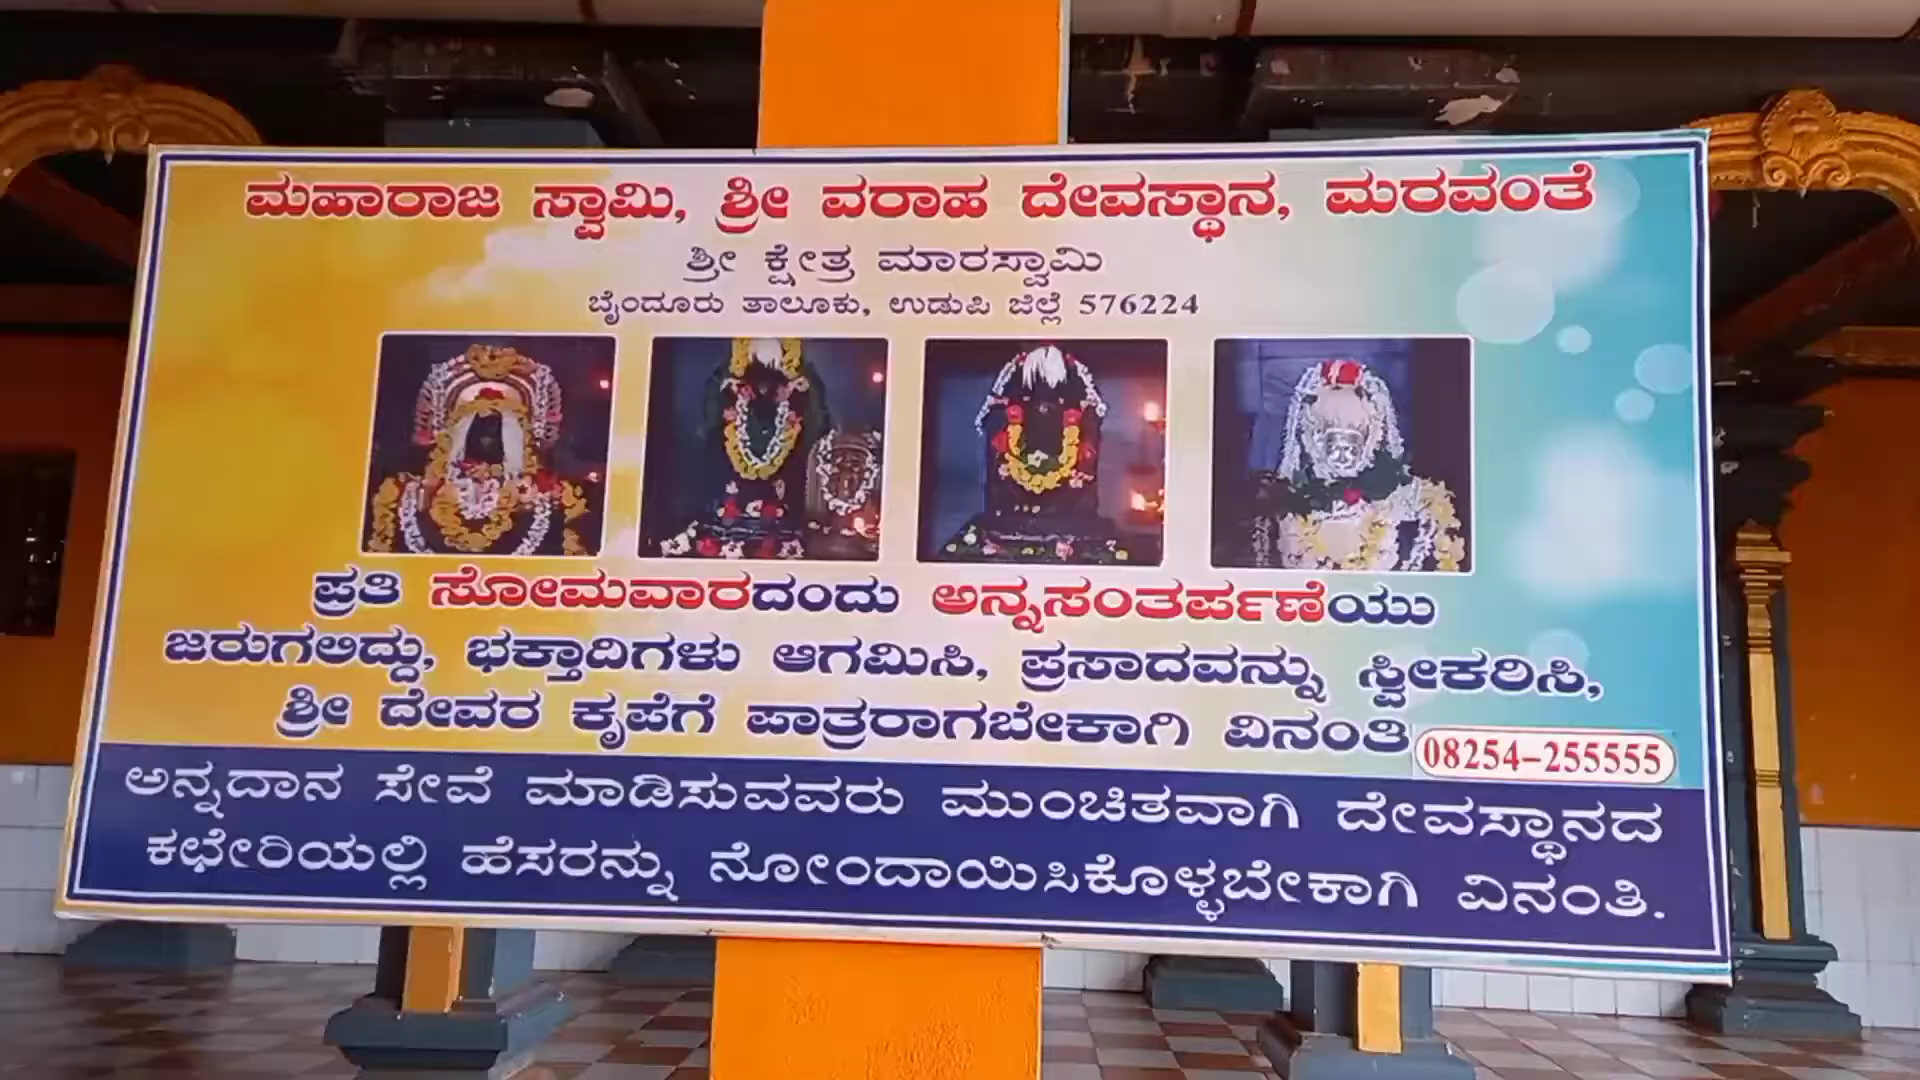 ಮಹಾರಾಜ ಸ್ವಾಮಿ, ಶ್ರೀ ವರಾಹ ದೇವಸ್ಥಾನ, ಮರವಂತೆ
ಶ್ರೀ ಕ್ಷೇತ್ರ ಮಾರಸ್ವಾಮಿ
ಬೈಂದೂರು ತಾಲೂಕು, ಉಡುಪಿ ಜಿಲ್ಲೆ 576224
ಪ್ರತಿ ಸೋಮವಾರದಂದು ಅನ್ನಸಂತರ್ಪಣೆಯು
ಜರುಗಲಿದ್ದು, ಭಕ್ತಾದಿಗಳು ಆಗಮಿಸಿ, ಪ್ರಸಾದವನ್ನು ಸ್ವೀಕರಿಸಿ,
ಶ್ರೀ ದೇವರ ಕೃಪೆಗೆ ಪಾತ್ರರಾಗಬೇಕಾಗಿ ವಿನಂತಿ 08254-255555
ಅನ್ನದಾನ ಸೇವೆ ಮಾಡಿಸುವವರು ಮುಂಚಿತವಾಗಿ ದೇವಸ್ಥಾನದ
ಕಛೇರಿಯಲ್ಲಿ ಹೆಸರನ್ನು ನೋಂದಾಯಿಸಿಕೊಳ್ಳಬೇಕಾಗಿ ವಿನಂತಿ.